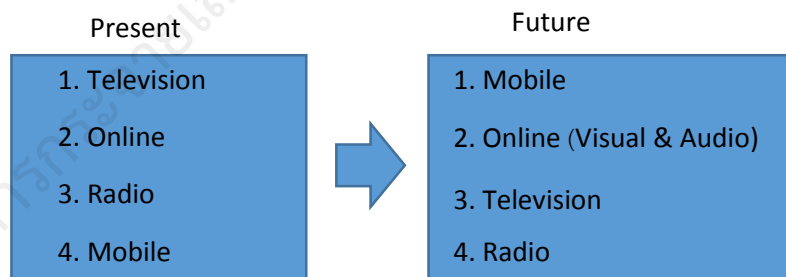 Present
1. Television
2. Online
3. Radio
4. Mobile
Future
1. Mobile
2. Online (Visual & Audio)
3. Television
4. Radio